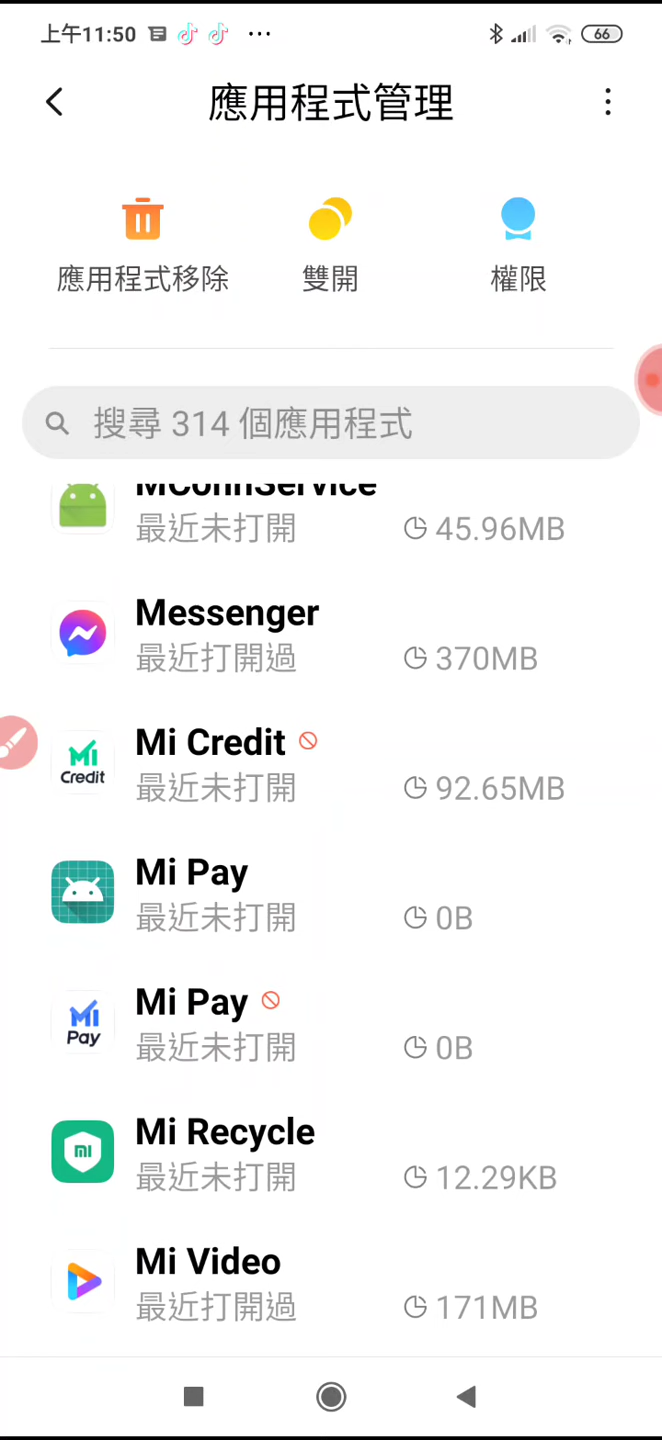 上午11:50
66
應用程式管理
應用程式移除
雙開
權限
搜尋 314 個應用程式
MConnService
最近未打開
45.96MB
Messenger
最近打開過
370MB
Mi Credit
Credit
最近未打開
92.65MB
Mi Pay
最近未打開
0B
Mi Pay
Pay
最近未打開
0B
Mi Recycle
最近未打開
12.29KB
Mi Video
最近打開過
171MB